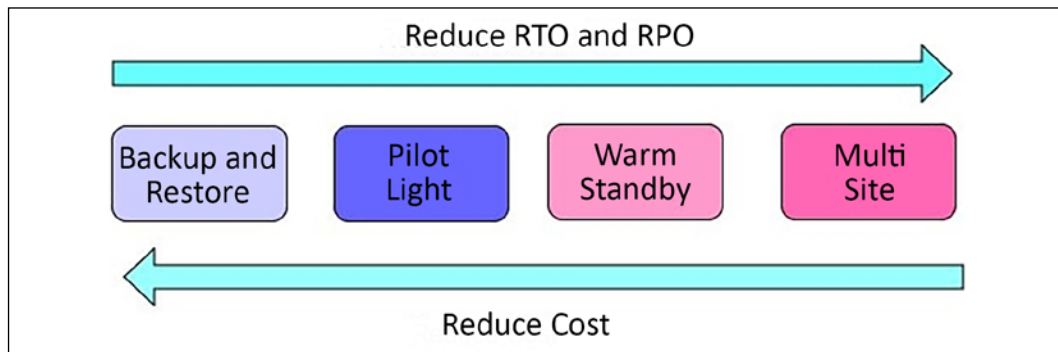 Reduce RTO and RPO
Backup and
Restore
Pilot
Light
Warm
Standby
Multi
Site
Reduce Cost